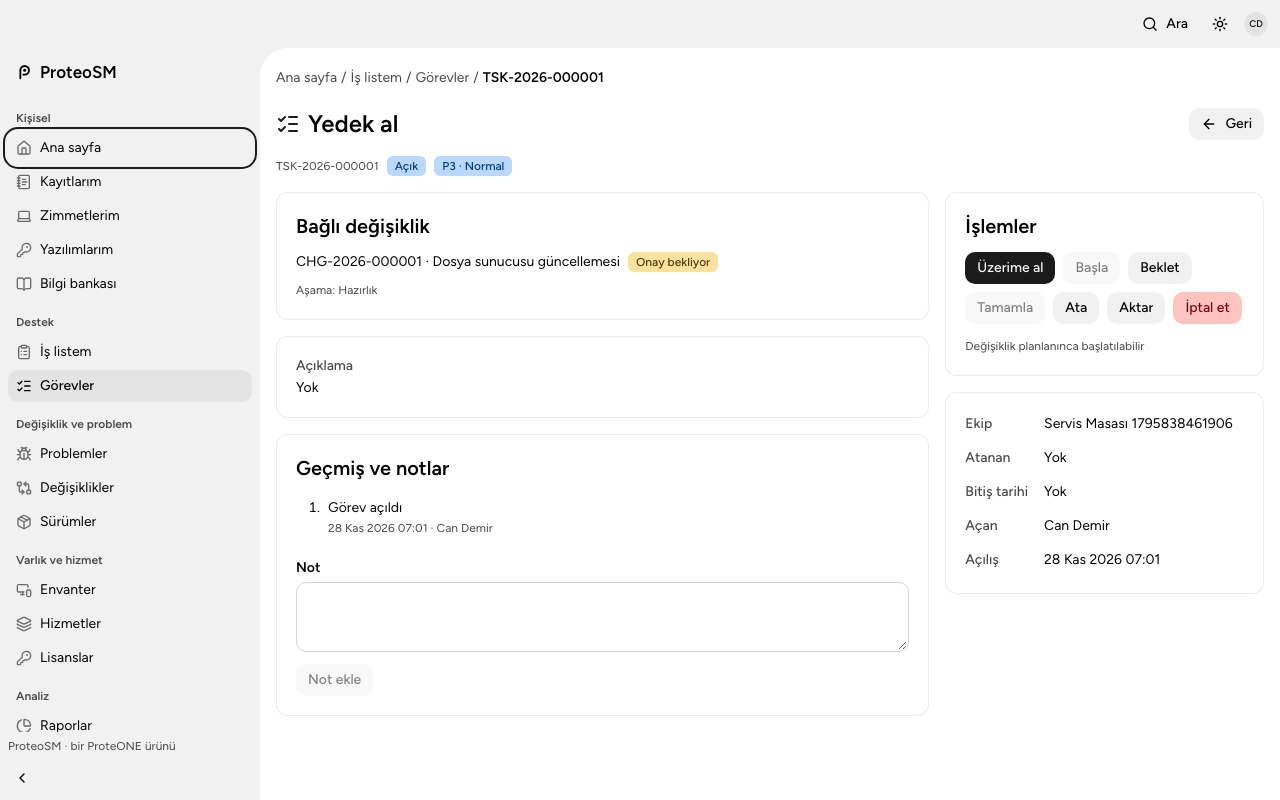 Ara
CD
ProteoSM
Kişisel
Ana sayfa
Kayıtlarım
Zimmetlerim
Yazılımlarım
Bilgi bankası
Destek
İş listem
Görevler
Değişiklik ve problem
Problemler
Değişiklikler
Sürümler
Varlık ve hizmet
Envanter
Hizmetler
Lisanslar
Analiz
Raporlar
ProteoSM · bir ProteONE ürünü
Ana sayfa / İş listem / Görevler / TSK-2026-000001
Yedek al
Geri
TSK-2026-000001 Açık P3 · Normal
Bağlı değişiklik
CHG-2026-000001 · Dosya sunucusu güncellemesi Onay bekliyor
Aşama: Hazırlık
Açıklama
Yok
Geçmiş ve notlar
1. Görev açıldı
28 Kas 2026 07:01 · Can Demir
Not
Not ekle
İşlemler
Üzerime al Başla Beklet
Tamamla Ata Aktar İptal et
Değişiklik planlanınca başlatılabilir
Ekip Servis Masası 1795838461906
Atanan Yok
Bitiş tarihi Yok
Açan Can Demir
Açılış 28 Kas 2026 07:01